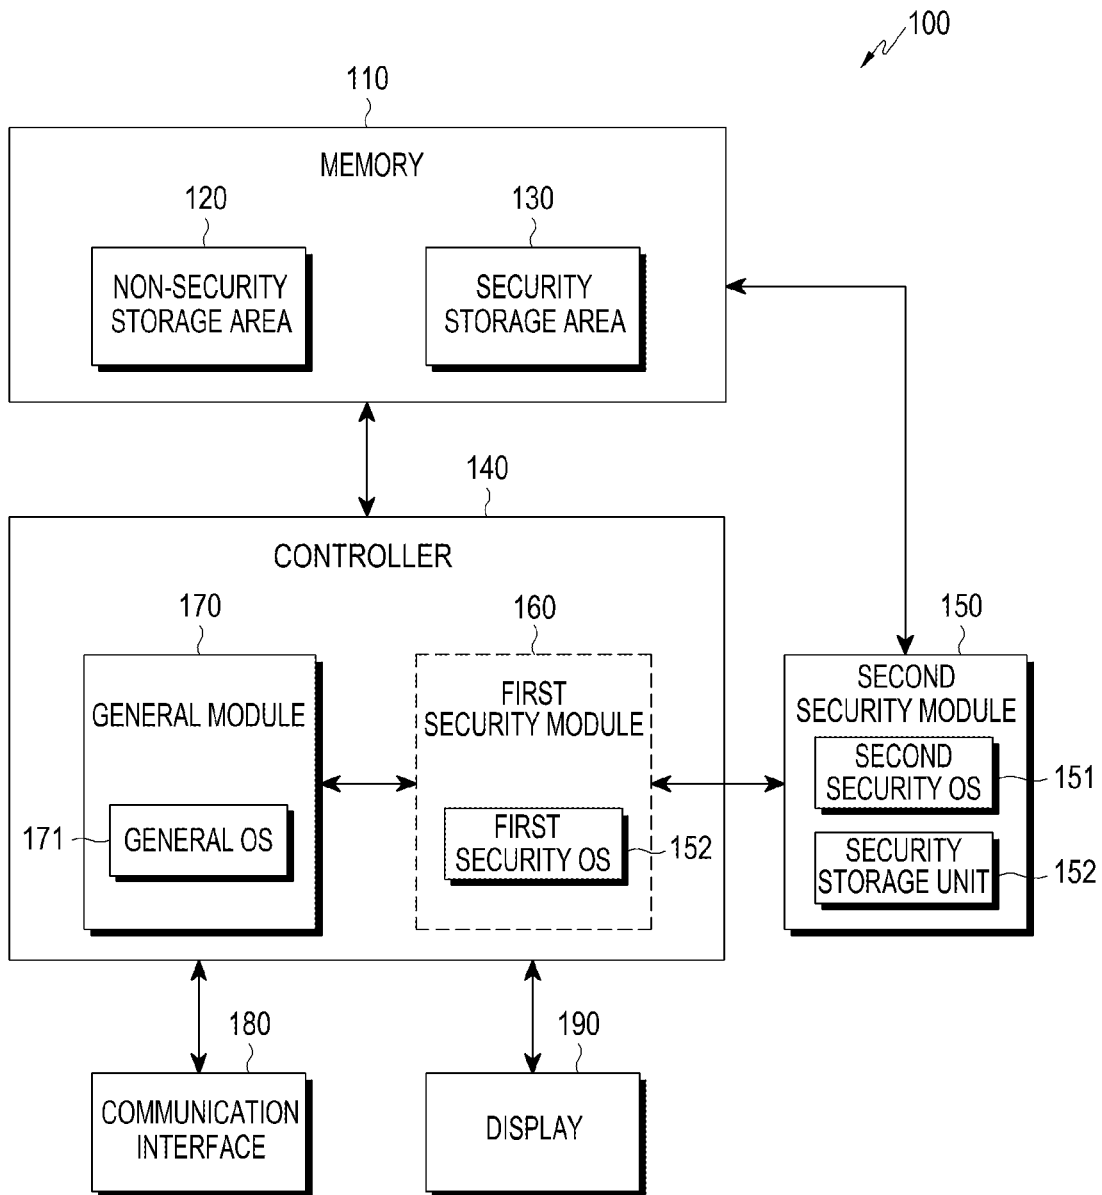 100
110
MEMORY
120
130
NON-SECURITY
STORAGE AREA
SECURITY
STORAGE AREA
140
CONTROLLER
170
160
150
GENERAL MODULE
FIRST
SECURITY MODULE
SECOND
SECURITY MODULE
SECOND
SECURITY OS
151
171
GENERAL OS
FIRST
SECURITY OS
152
SECURITY
STORAGE UNIT
152
180
190
COMMUNICATION
INTERFACE
DISPLAY